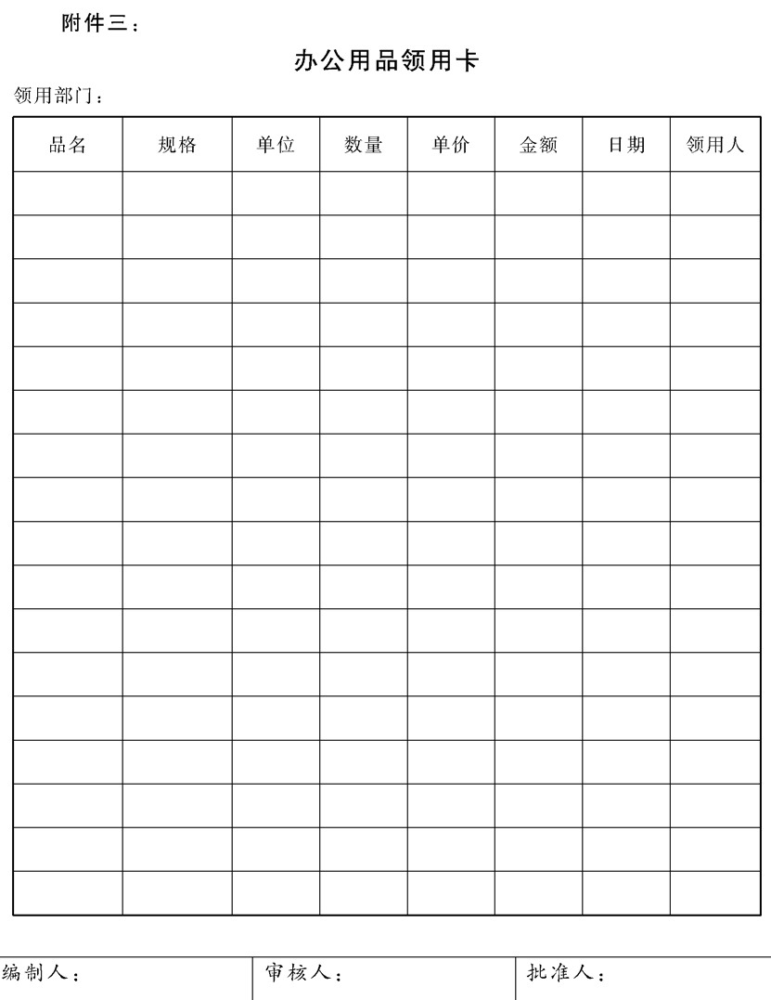 附件三：
办公用品领用卡
领用部门：
品名 规格 单位 数量 单价 金额 日期 领用人
编制人： 审核人： 批准人：